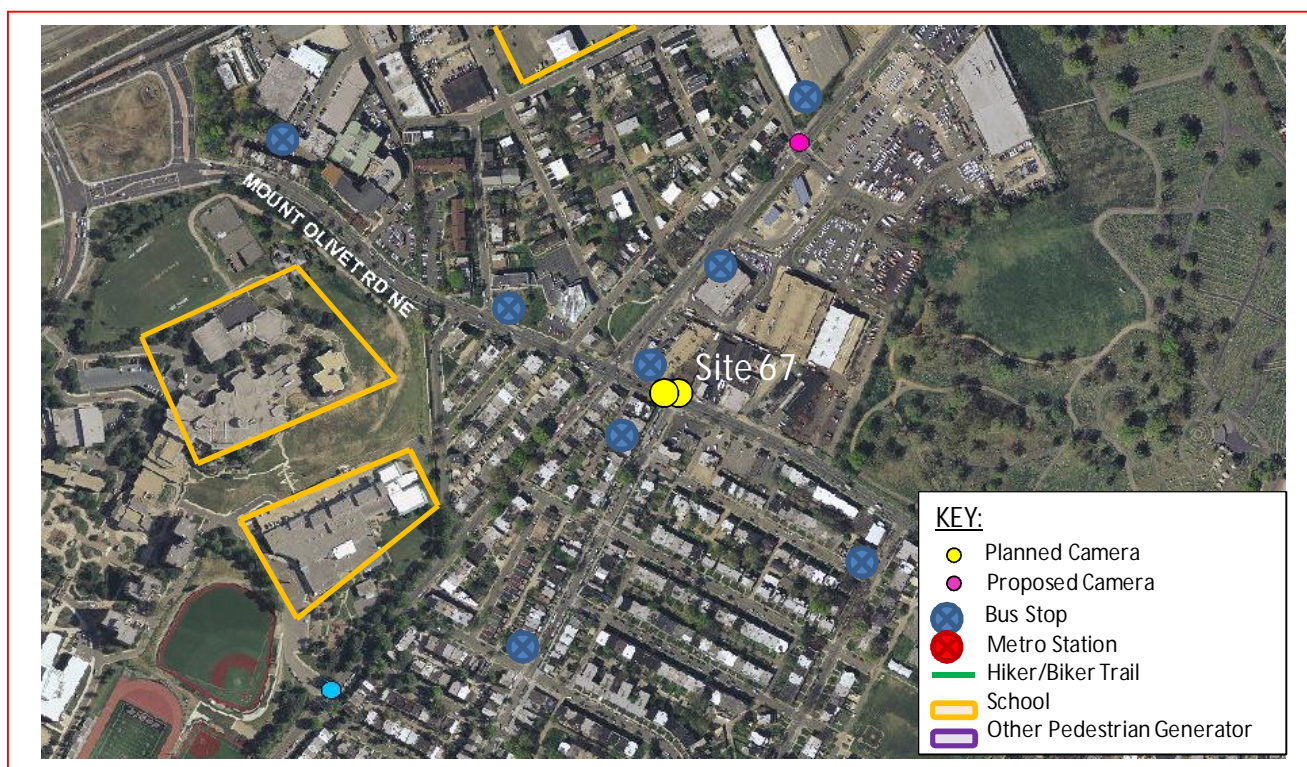 MOUNT OLIVET RD NE
Site 67
KEY:
Planned Camera
Proposed Camera
Bus Stop
Metro Station
Hiker/Biker Trail
School
Other Pedestrian Generator